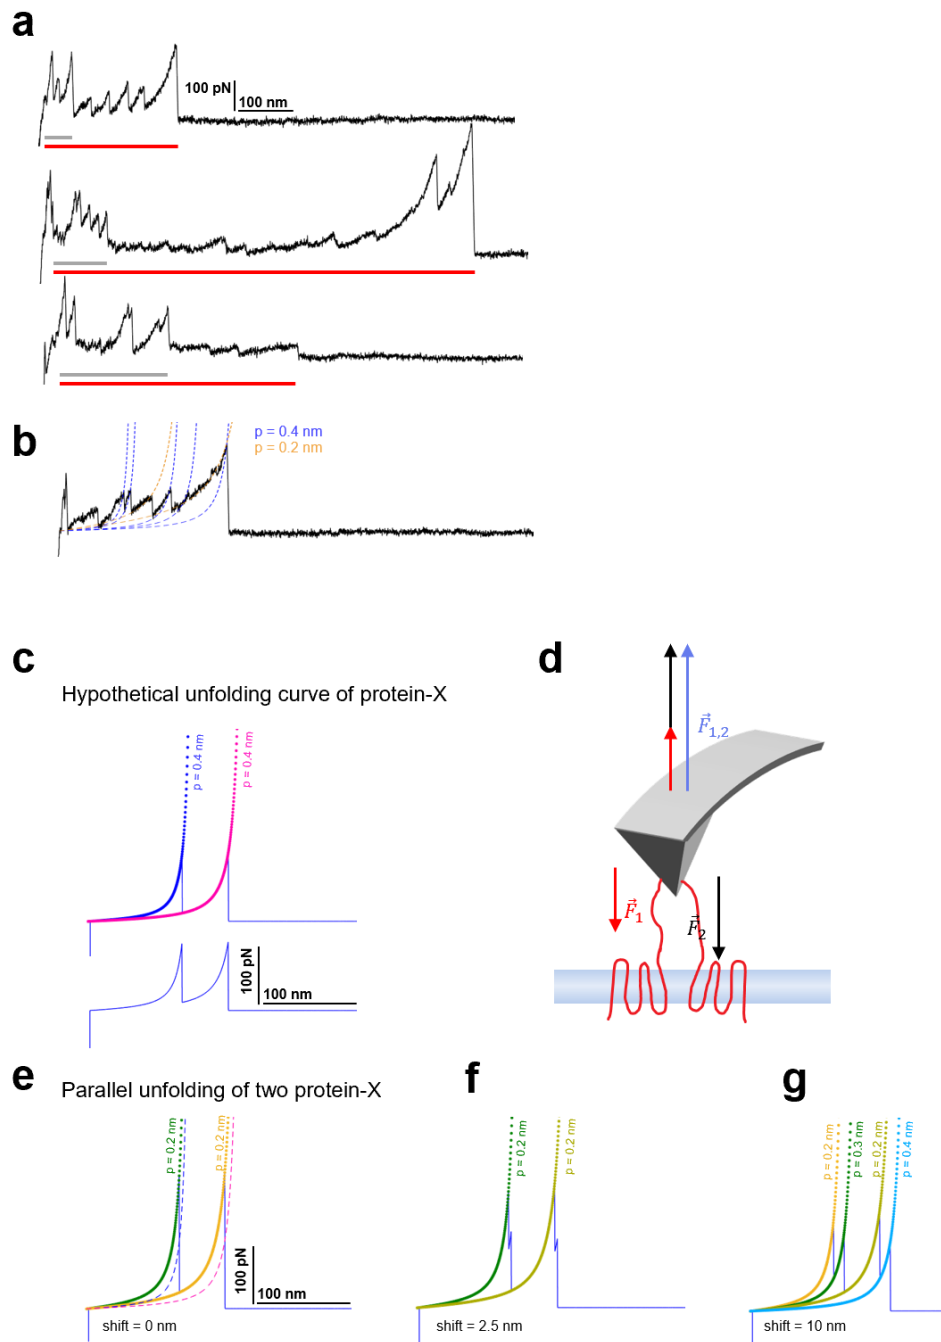 a
100 pN
100 nm
b
p = 0.4 nm
p = 0.2 nm
c
Hypothetical unfolding curve of protein-X
p = 0.4 nm
p = 0.4 nm
100 pN
100 nm
d
F⃗1,2
F⃗1
F⃗2
e
Parallel unfolding of two protein-X
p = 0.2 nm
p = 0.2 nm
100 pN
100 nm
shift = 0 nm
f
p = 0.2 nm
p = 0.2 nm
shift = 2.5 nm
g
p = 0.2 nm
p = 0.3 nm
p = 0.2 nm
p = 0.4 nm
shift = 10 nm